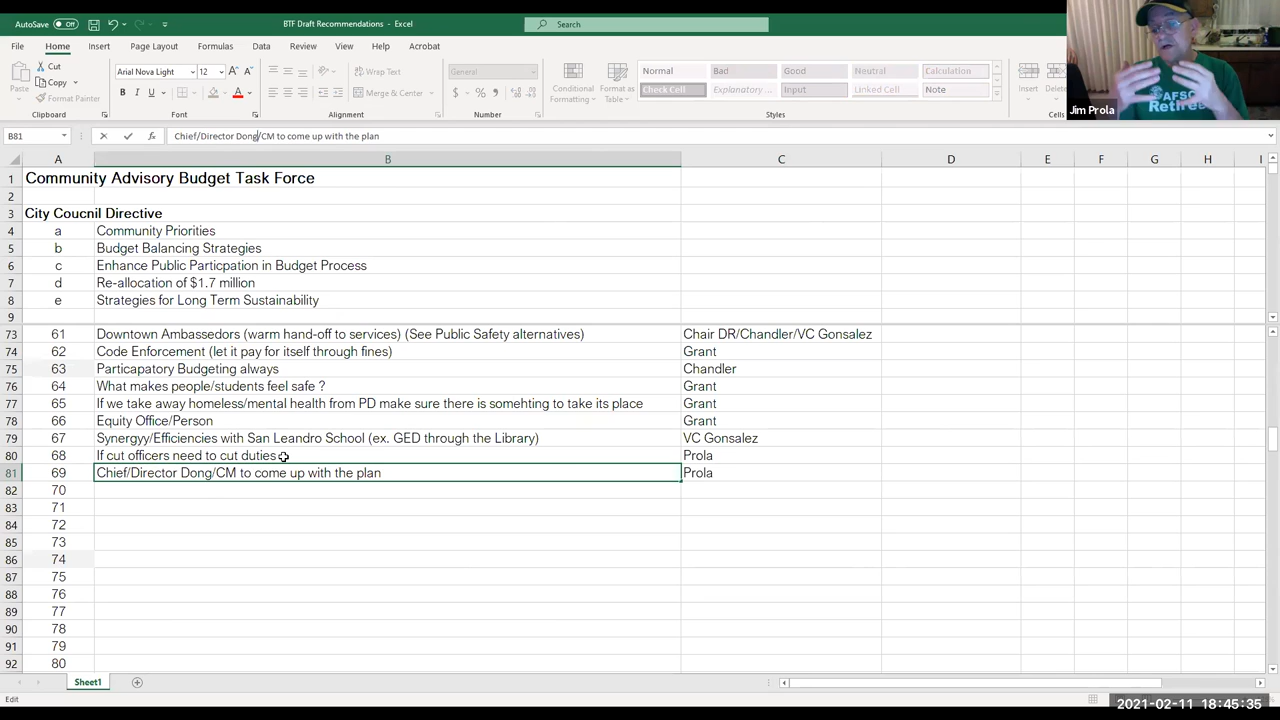 AutoSave Off
BTF Draft Recommendations - Excel
Search
File Home Insert Page Layout Formulas Data Review View Help Acrobat
Paste
Cut
Copy
Format Painter
Clipboard
Arial Nova Light 12
B I U
Font
Wrap Text
Merge & Center
Alignment
General
$ % 9
Number
Conditional Formatting
Format as Table
Normal Bad Good Neutral Calculation
Check Cell Explanatory ... Input Linked Cell Note
Styles
Insert Delete
Cells
AFSC
Retiree
Jim Prola
B81 fx Chief/Director Dong/CM to come up with the plan
A B C D E F G H I
1 Community Advisory Budget Task Force
2
3 City Coucnil Directive
4 a Community Priorities
5 b Budget Balancing Strategies
6 c Enhance Public Particpation in Budget Process
7 d Re-allocation of $1.7 million
8 e Strategies for Long Term Sustainability
9
73 61 Downtown Ambassedors (warm hand-off to services) (See Public Safety alternatives) Chair DR/Chandler/VC Gonsalez
74 62 Code Enforcement (let it pay for itself through fines) Grant
75 63 Particapatory Budgeting always Chandler
76 64 What makes people/students feel safe ? Grant
77 65 If we take away homeless/mental health from PD make sure there is somehting to take its place Grant
78 66 Equity Office/Person Grant
79 67 Synergyy/Efficiencies with San Leandro School (ex. GED through the Library) VC Gonsalez
80 68 If cut officers need to cut duties Prola
81 69 Chief/Director Dong/CM to come up with the plan Prola
82 70
83 71
84 72
85 73
86 74
87 75
88 76
89 77
90 78
91 79
92 80
Sheet1
Edit
2021-02-11 18:45:35